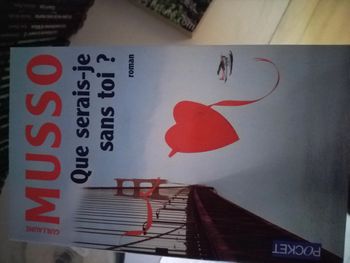 GUILLAUME
MUSSO
Que serais-je
sans toi ?
roman
POCKET